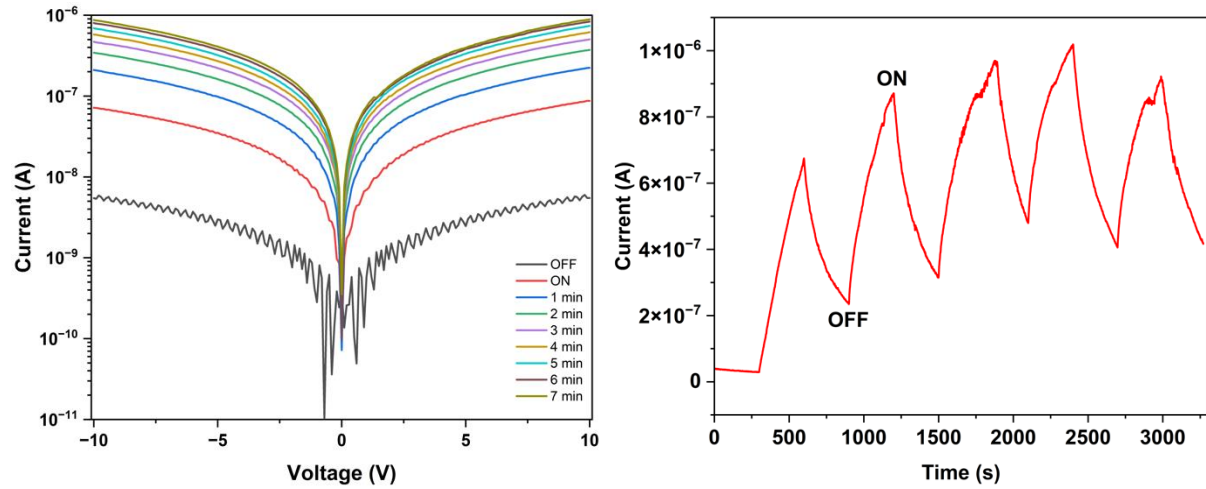 10⁻⁶
10⁻⁷
10⁻⁸
10⁻⁹
10⁻¹⁰
10⁻¹¹
Current (A)
OFF
ON
1 min
2 min
3 min
4 min
5 min
6 min
7 min
−10 −5 0 5 10
Voltage (V)
1×10⁻⁶
8×10⁻⁷
6×10⁻⁷
4×10⁻⁷
2×10⁻⁷
0
Current (A)
ON
OFF
0 500 1000 1500 2000 2500 3000
Time (s)